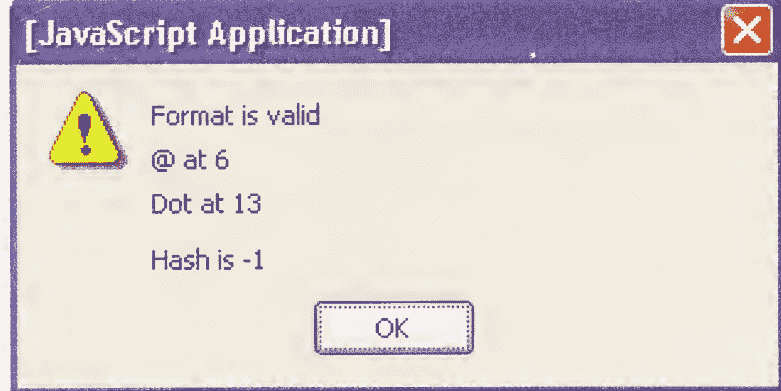 [JavaScript Application]
Format is valid
@ at 6
Dot at 13
Hash is -1
OK